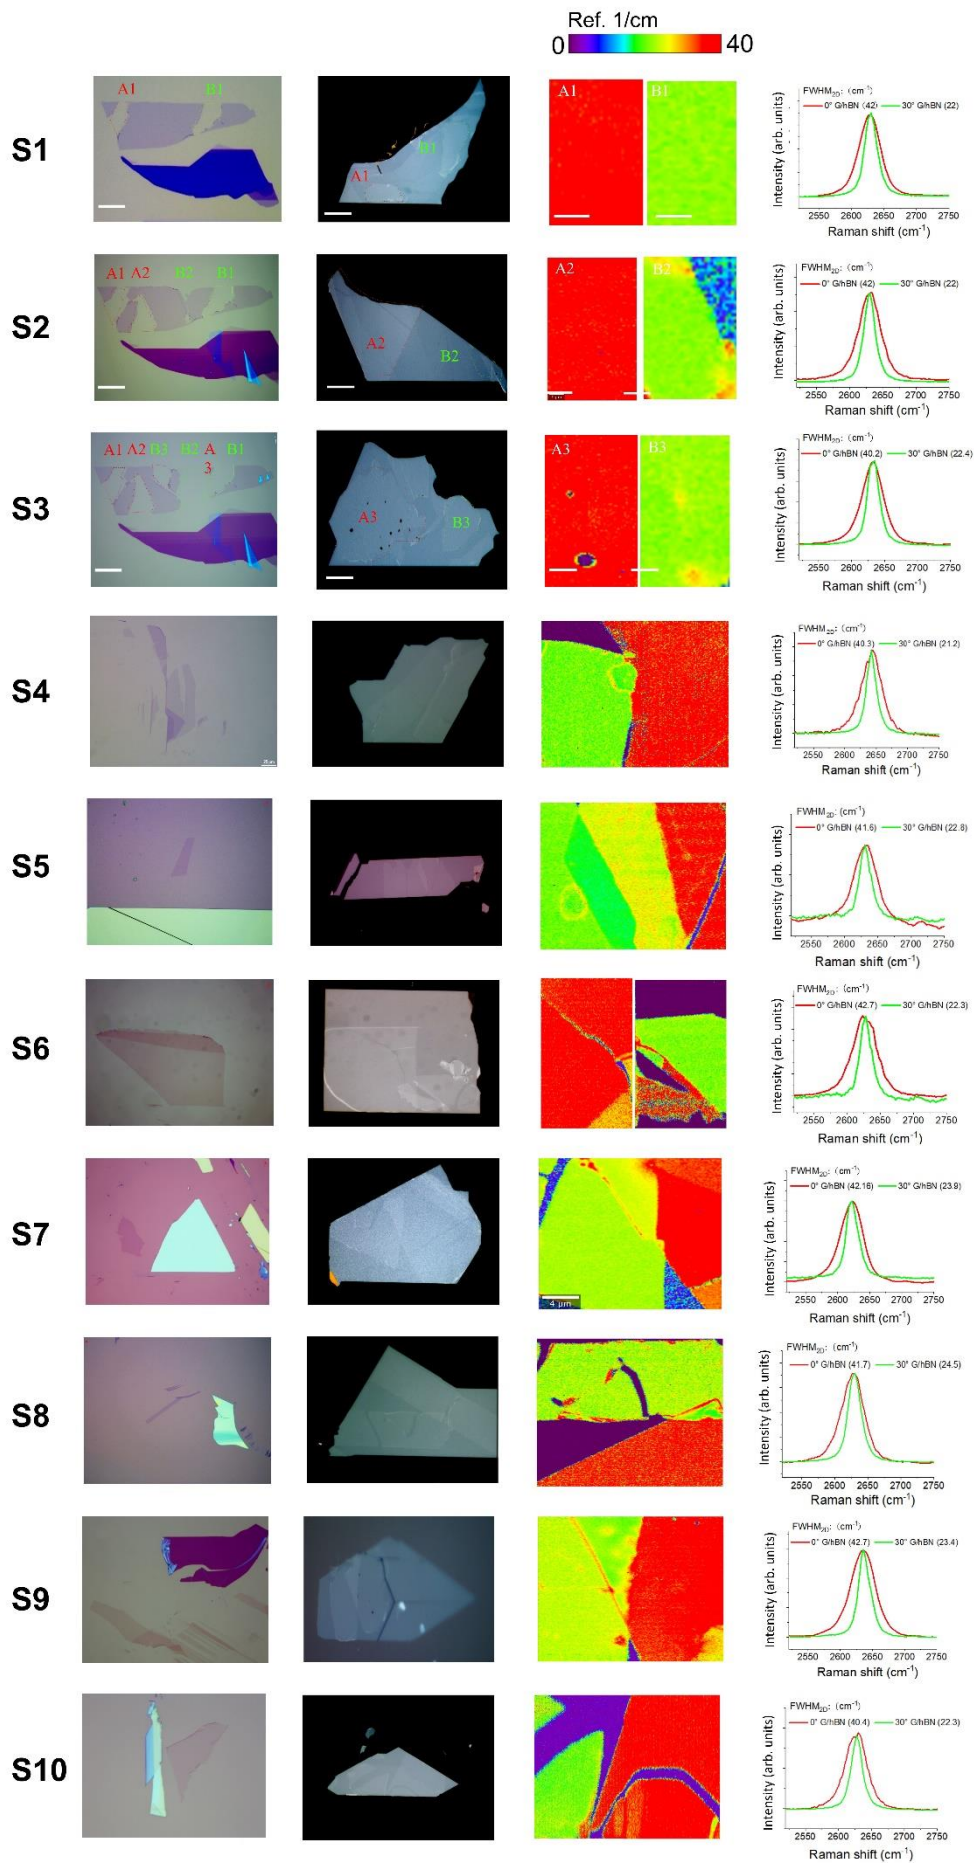 Ref. 1/cm
0 40
S1
A1 B1
A1 B1
A1 B1
FWHM2D: (cm-1)
0° G/hBN (42) 30° G/hBN (22)
Intensity (arb. units)
2550 2600 2650 2700 2750
Raman shift (cm-1)
S2
A1 A2 B2 B1
A2 B2
A2 B2
FWHM2D: (cm-1)
0° G/hBN (42) 30° G/hBN (22)
Intensity (arb. units)
2550 2600 2650 2700 2750
Raman shift (cm-1)
S3
A1 A2 B3 B2 A3 B1
A3 B3
A3 B3
FWHM2D: (cm-1)
0° G/hBN (40.2) 30° G/hBN (22.4)
Intensity (arb. units)
2550 2600 2650 2700 2750
Raman shift (cm-1)
S4
FWHM2D: (cm-1)
0° G/hBN (40.3) 30° G/hBN (21.2)
Intensity (arb. units)
2550 2600 2650 2700 2750
Raman shift (cm-1)
S5
FWHM2D: (cm-1)
0° G/hBN (41.6) 30° G/hBN (22.8)
Intensity (arb. units)
2550 2600 2650 2700 2750
Raman shift (cm-1)
S6
FWHM2D: (cm-1)
0° G/hBN (42.7) 30° G/hBN (22.3)
Intensity (arb. units)
2550 2600 2650 2700 2750
Raman shift (cm-1)
S7
4 µm
FWHM2D: (cm-1)
0° G/hBN (42.16) 30° G/hBN (23.9)
Intensity (arb. units)
2550 2600 2650 2700 2750
Raman shift (cm-1)
S8
FWHM2D: (cm-1)
0° G/hBN (41.7) 30° G/hBN (24.5)
Intensity (arb. units)
2550 2600 2650 2700 2750
Raman shift (cm-1)
S9
FWHM2D: (cm-1)
0° G/hBN (42.7) 30° G/hBN (23.4)
Intensity (arb. units)
2550 2600 2650 2700 2750
Raman shift (cm-1)
S10
FWHM2D: (cm-1)
0° G/hBN (40.4) 30° G/hBN (22.3)
Intensity (arb. units)
2550 2600 2650 2700 2750
Raman shift (cm-1)